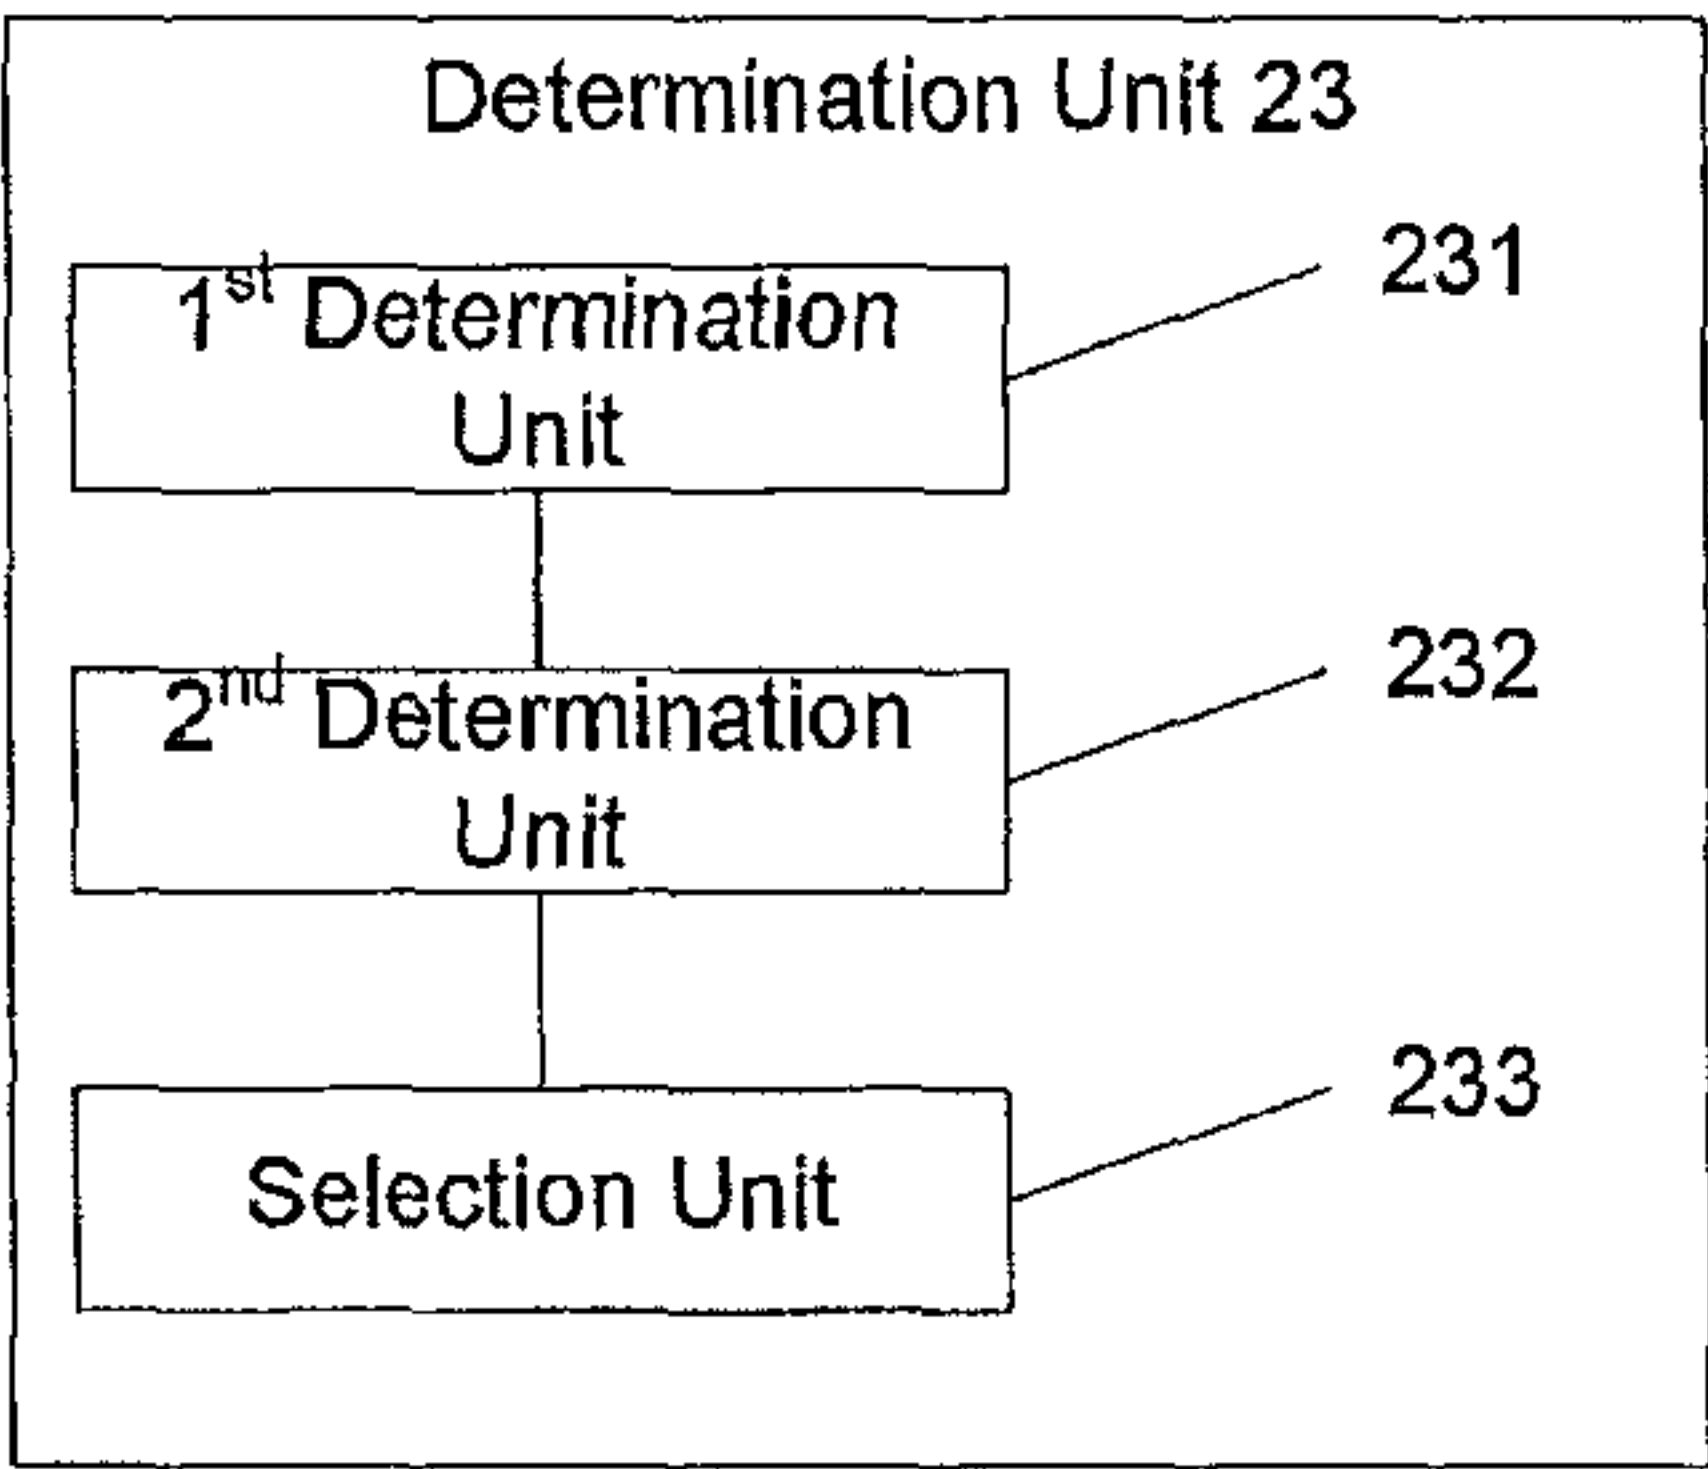 Determination Unit 23
231
1st Determination
Unit
232
2nd Determination
Unit
233
Selection Unit